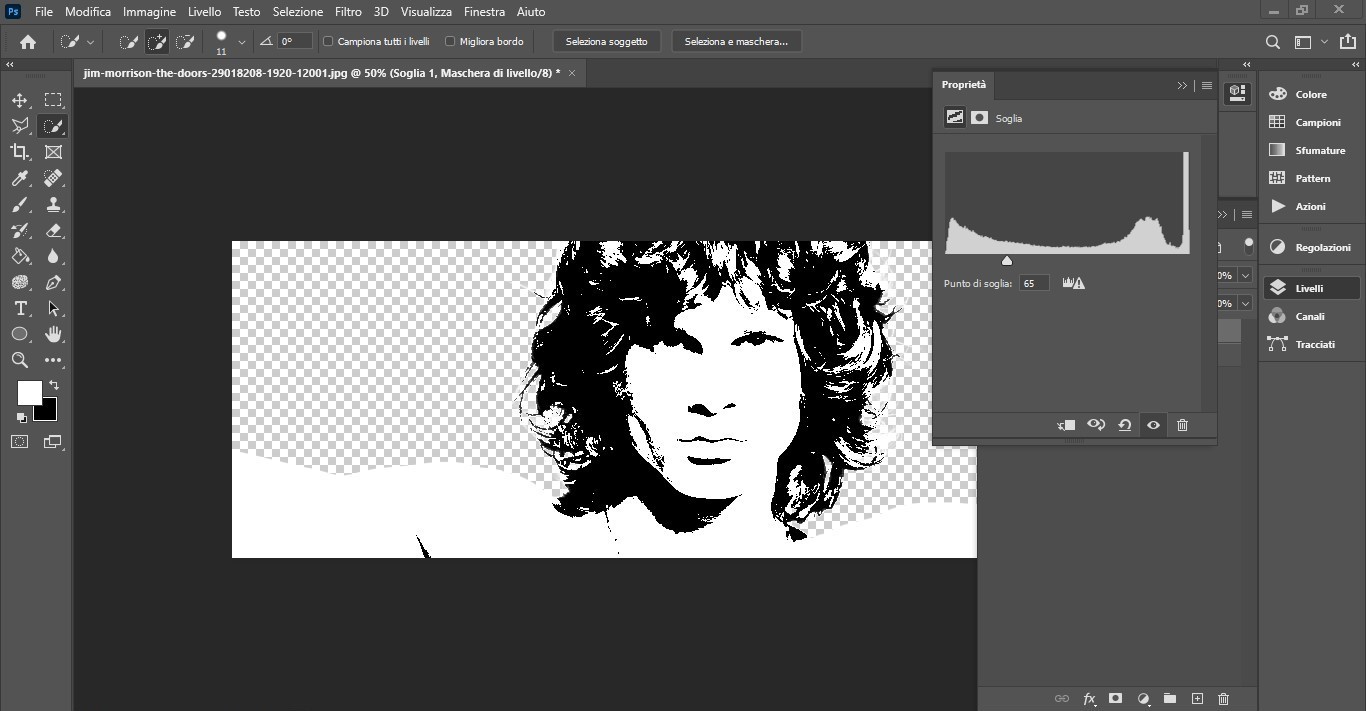 Ps File Modifica Immagine Livello Testo Selezione Filtro 3D Visualizza Finestra Aiuto
11 0° Campiona tutti i livelli Migliora bordo Seleziona soggetto Seleziona e maschera...
jim-morrison-the-doors-29018208-1920-12001.jpg @ 50% (Soglia 1, Maschera di livello/8) * ×
Proprietà
Soglia
Punto di soglia: 65
0%
0%
fx
Colore
Campioni
Sfumature
Pattern
Azioni
Regolazioni
Livelli
Canali
Tracciati